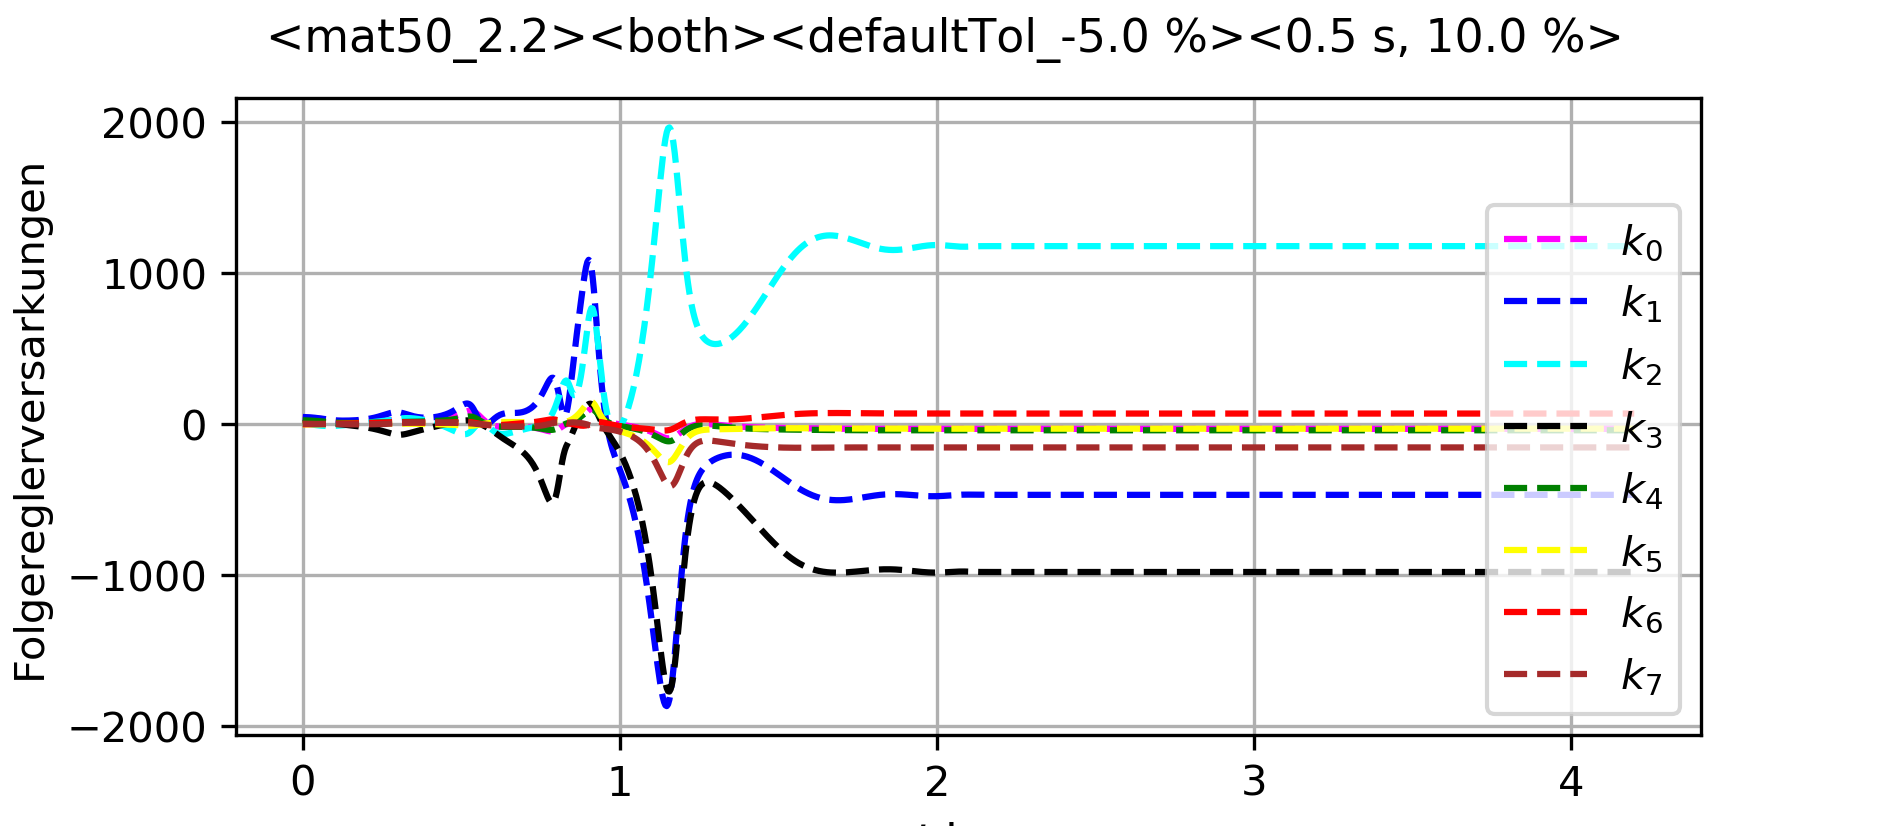 <mat50_2.2><both><defaultTol_-5.0 %><0.5 s, 10.0 %>
Folgereglerversarkungen
2000
1000
0
−1000
−2000
0 1 2 3 4
k0
k1
k2
k3
k4
k5
k6
k7